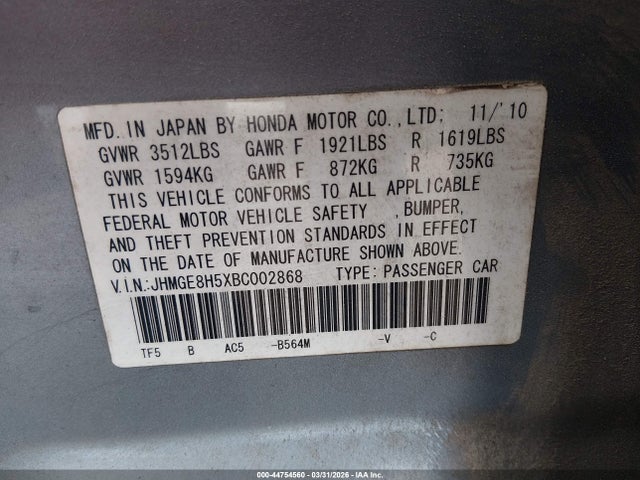 MFD. IN JAPAN BY HONDA MOTOR CO., LTD; 11/'10
GVWR 3512LBS GAWR F 1921LBS R 1619LBS
GVWR 1594KG GAWR F 872KG R 735KG
THIS VEHICLE CONFORMS TO ALL APPLICABLE
FEDERAL MOTOR VEHICLE SAFETY ,BUMPER,
AND THEFT PREVENTION STANDARDS IN EFFECT
ON THE DATE OF MANUFACTURE SHOWN ABOVE.
V.I.N.:JHMGE8H5XBC002868 TYPE: PASSENGER CAR
TF5 B AC5 -B564M -V -C
000-44754560 — 03/31/2026 — IAA Inc.